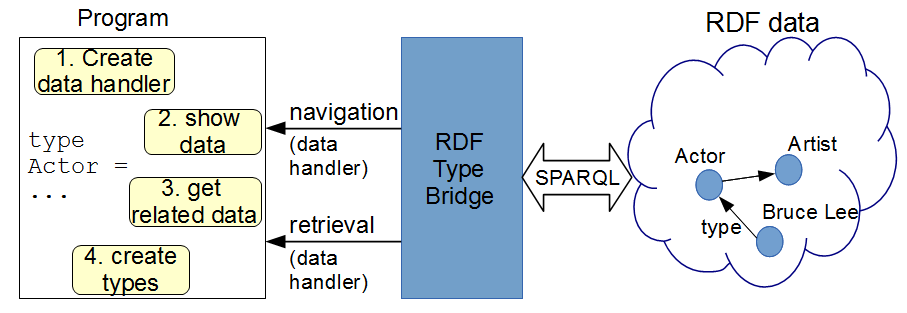 Program
1. Create
data handler
2. show
data
type
Actor =
...
3. get
related data
4. create
types
navigation
(data
handler)
retrieval
(data
handler)
RDF
Type
Bridge
SPARQL
RDF data
Artist
Actor
Bruce Lee
type